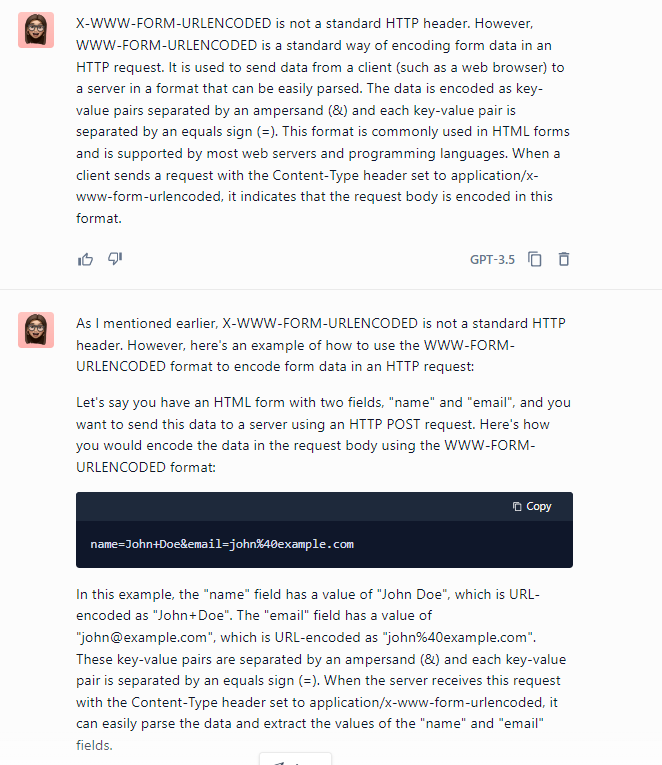 X-WWW-FORM-URLENCODED is not a standard HTTP header. However,
WWW-FORM-URLENCODED is a standard way of encoding form data in an
HTTP request. It is used to send data from a client (such as a web browser) to
a server in a format that can be easily parsed. The data is encoded as key-
value pairs separated by an ampersand (&) and each key-value pair is
separated by an equals sign (=). This format is commonly used in HTML forms
and is supported by most web servers and programming languages. When a
client sends a request with the Content-Type header set to application/x-
www-form-urlencoded, it indicates that the request body is encoded in this
format.
GPT-3.5
As I mentioned earlier, X-WWW-FORM-URLENCODED is not a standard HTTP
header. However, here's an example of how to use the WWW-FORM-
URLENCODED format to encode form data in an HTTP request:
Let's say you have an HTML form with two fields, "name" and "email", and you
want to send this data to a server using an HTTP POST request. Here's how
you would encode the data in the request body using the WWW-FORM-
URLENCODED format:
Copy
name=John+Doe&email=john%40example.com
In this example, the "name" field has a value of "John Doe", which is URL-
encoded as "John+Doe". The "email" field has a value of
"john@example.com", which is URL-encoded as "john%40example.com".
These key-value pairs are separated by an ampersand (&) and each key-value
pair is separated by an equals sign (=). When the server receives this request
with the Content-Type header set to application/x-www-form-urlencoded, it
can easily parse the data and extract the values of the "name" and "email"
fields.